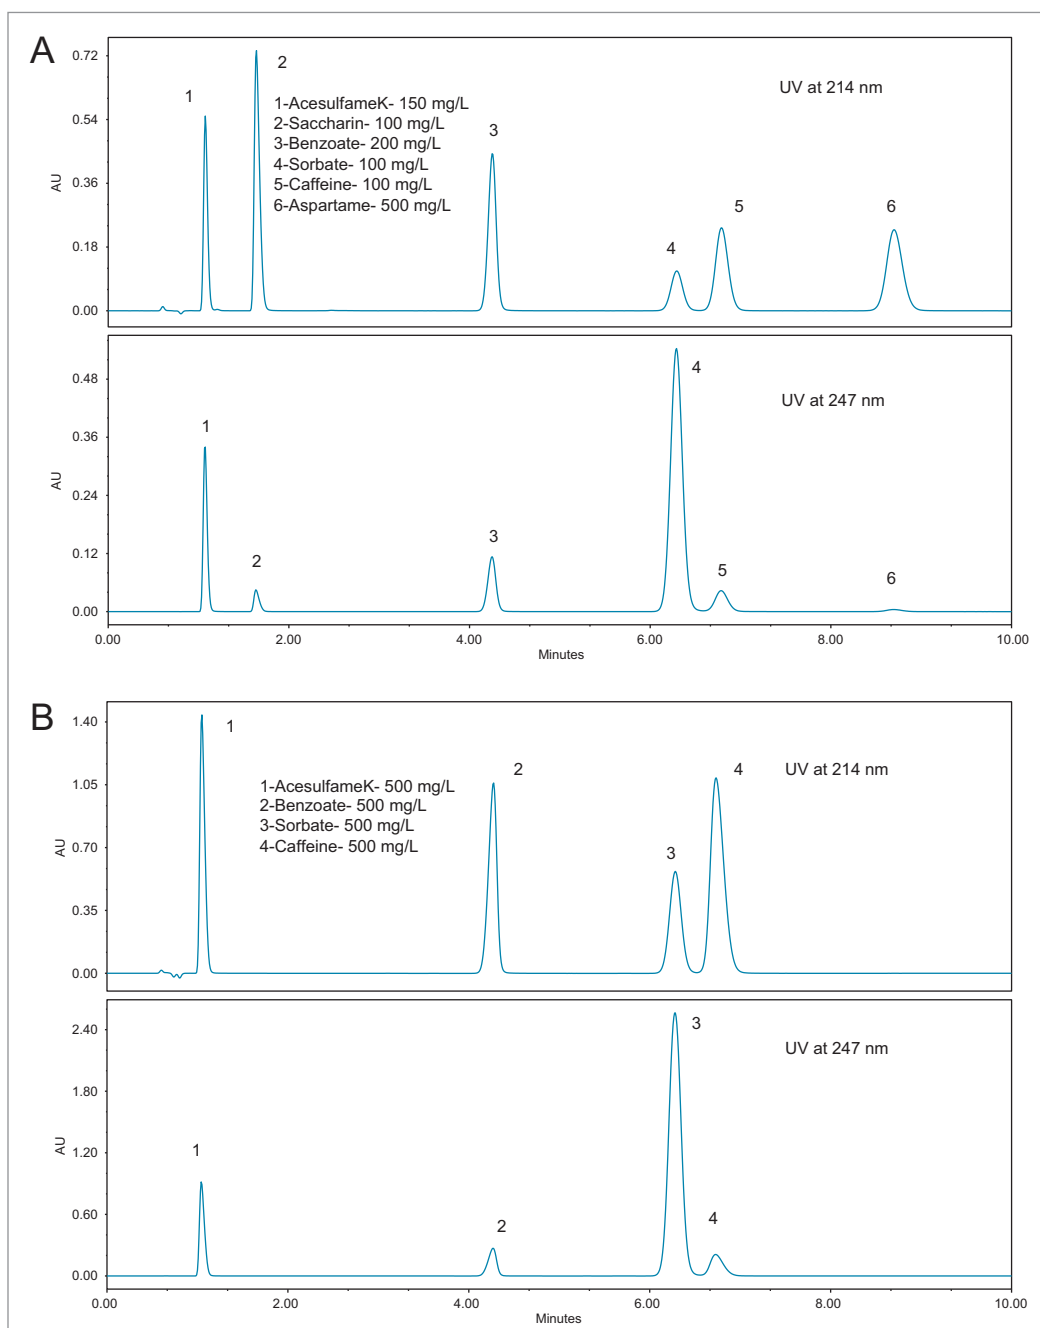 A
0.72
0.54
0.36
0.18
0.00
AU
1
2
3
4
5
6
1-AcesulfameK- 150 mg/L
2-Saccharin- 100 mg/L
3-Benzoate- 200 mg/L
4-Sorbate- 100 mg/L
5-Caffeine- 100 mg/L
6-Aspartame- 500 mg/L
UV at 214 nm
0.48
0.36
0.24
0.12
0.00
AU
1
2
3
4
5
6
UV at 247 nm
0.00 2.00 4.00 6.00 8.00 10.00
Minutes
B
1.40
1.05
0.70
0.35
0.00
AU
1
2
3
4
1-AcesulfameK- 500 mg/L
2-Benzoate- 500 mg/L
3-Sorbate- 500 mg/L
4-Caffeine- 500 mg/L
UV at 214 nm
2.40
1.80
1.20
0.60
0.00
AU
1
2
3
4
UV at 247 nm
0.00 2.00 4.00 6.00 8.00 10.00
Minutes